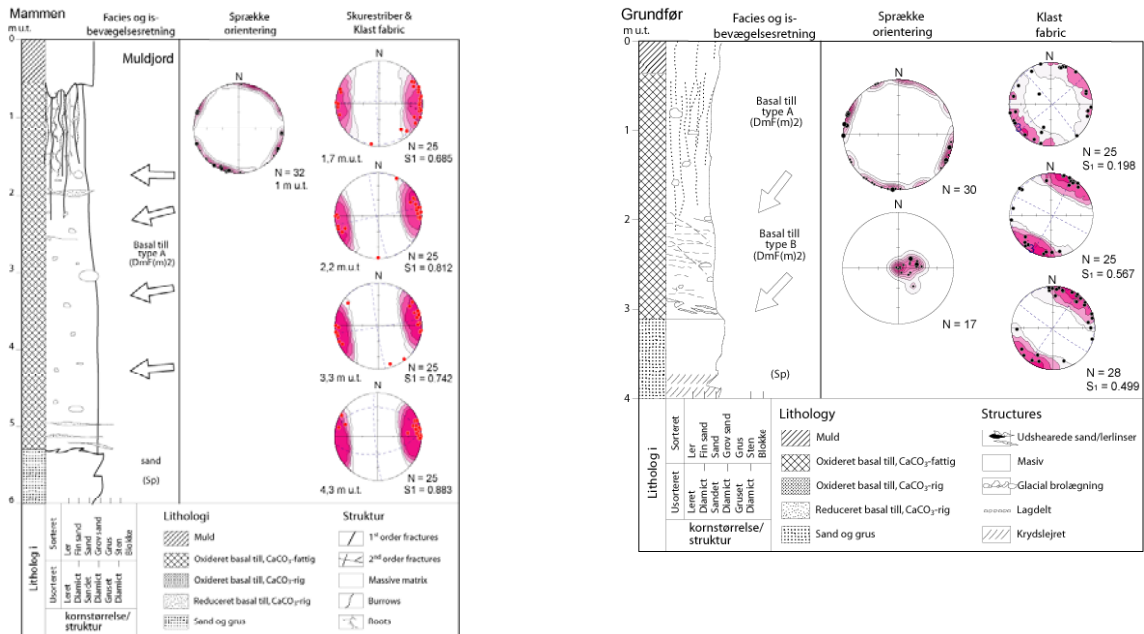 Mammen
m u.t.
Facies og is-
bevægelsesretning
Sprække
orientering
Skurestriber &
Klast fabric
0
1
2
3
4
5
6
Muldjord
Basal till
type A
(DmF(m)2)
sand
(Sp)
N
N = 32
1 m u.t.
N
1,7 m.u.t.
N = 25
S1 = 0.685
N
2,2 m.u.t
N = 25
S1 = 0.812
N
3,3 m u.t
N = 25
S1 = 0.742
N
4,3 m u.t.
N = 25
S1 = 0.883
Lithologi
Usorteret
Sorteret
Leret
Diamict
Sandet
Diamict
Gruset
Diamict
Ler
Fin sand
Sand
Grov sand
Grus
Sten
Blokke
kornstørrelse/
struktur
Lithologi
Muld
Oxideret basal till, CaCO₃-fattig
Oxideret basal till, CaCO₃-rig
Reduceret basal till, CaCO₃-rig
Sand og grus
Struktur
1st order fractures
2nd order fractures
Massive matrix
Burrows
Roots
Grundfør
m u.t.
Facies og is-
bevægelsesretning
Sprække
orientering
Klast
fabric
0
1
2
3
4
Basal till
type A
(DmF(m)2)
Basal till
type B
(DmF(m)2)
(Sp)
N
N = 30
N
N = 17
N
N = 25
S1 = 0.198
N
N = 25
S1 = 0.567
N
N = 28
S1 = 0.499
Lithologi
Usorteret
Sorteret
Leret
Diamict
Sandet
Diamict
Gruset
Diamict
Ler
Fin sand
Sand
Grov sand
Grus
Sten
Blokke
kornstørrelse/
struktur
Lithology
Muld
Oxideret basal till, CaCO₃-fattig
Oxideret basal till, CaCO₃-rig
Reduceret basal till, CaCO₃-rig
Sand og grus
Structures
Udshearede sand/lerlinser
Masiv
Glacial brolægning
Lagdelt
Krydslejret